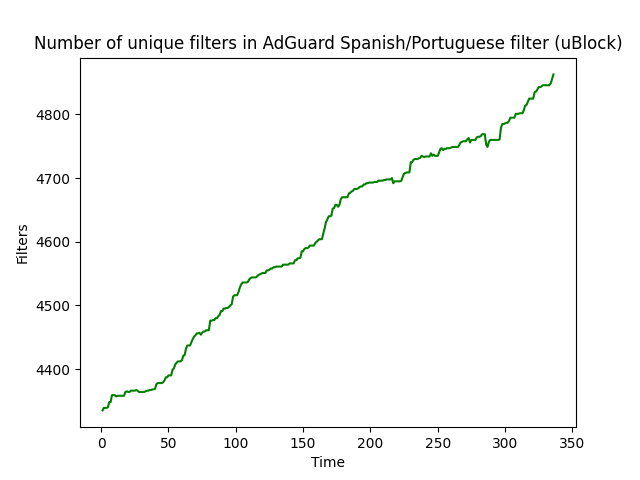 Number of unique filters in AdGuard Spanish/Portuguese filter (uBlock)
4800
4700
4600
4500
4400
Filters
0 50 100 150 200 250 300 350
Time